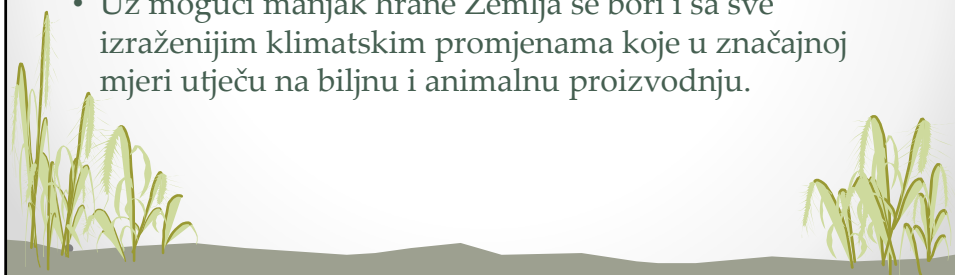 • Uz mogući manjak hrane Zemlja se bori i sa sve
izraženijim klimatskim promjenama koje u značajnoj
mjeri utječu na biljnu i animalnu proizvodnju.